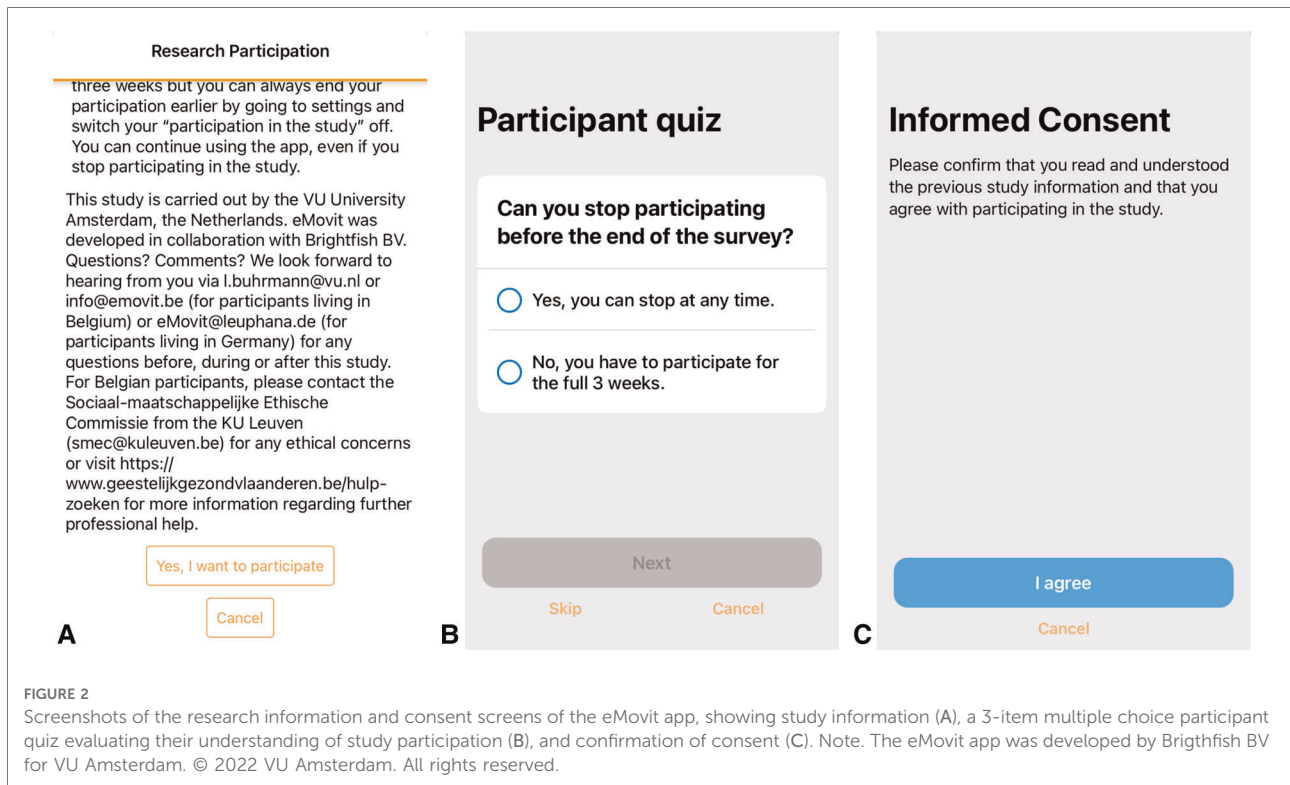 Research Participation
three weeks but you can always end your
participation earlier by going to settings and
switch your “participation in the study” off.
You can continue using the app, even if you
stop participating in the study.
This study is carried out by the VU University
Amsterdam, the Netherlands. eMovit was
developed in collaboration with Brightfish BV.
Questions? Comments? We look forward to
hearing from you via l.buhrmann@vu.nl or
info@emovit.be (for participants living in
Belgium) or eMovit@leuphana.de (for
participants living in Germany) for any
questions before, during or after this study.
For Belgian participants, please contact the
Sociaal-maatschappelijke Ethische
Commissie from the KU Leuven
(smec@kuleuven.be) for any ethical concerns
or visit https://
www.geestelijkgezondvlaanderen.be/hulp-
zoeken for more information regarding further
professional help.
Yes, I want to participate
Cancel
A
Participant quiz
Can you stop participating
before the end of the survey?
Yes, you can stop at any time.
No, you have to participate for
the full 3 weeks.
Next
Skip
Cancel
B
Informed Consent
Please confirm that you read and understood
the previous study information and that you
agree with participating in the study.
I agree
Cancel
C
FIGURE 2
Screenshots of the research information and consent screens of the eMovit app, showing study information (A), a 3-item multiple choice participant
quiz evaluating their understanding of study participation (B), and confirmation of consent (C). Note. The eMovit app was developed by Brigthfish BV
for VU Amsterdam. © 2022 VU Amsterdam. All rights reserved.